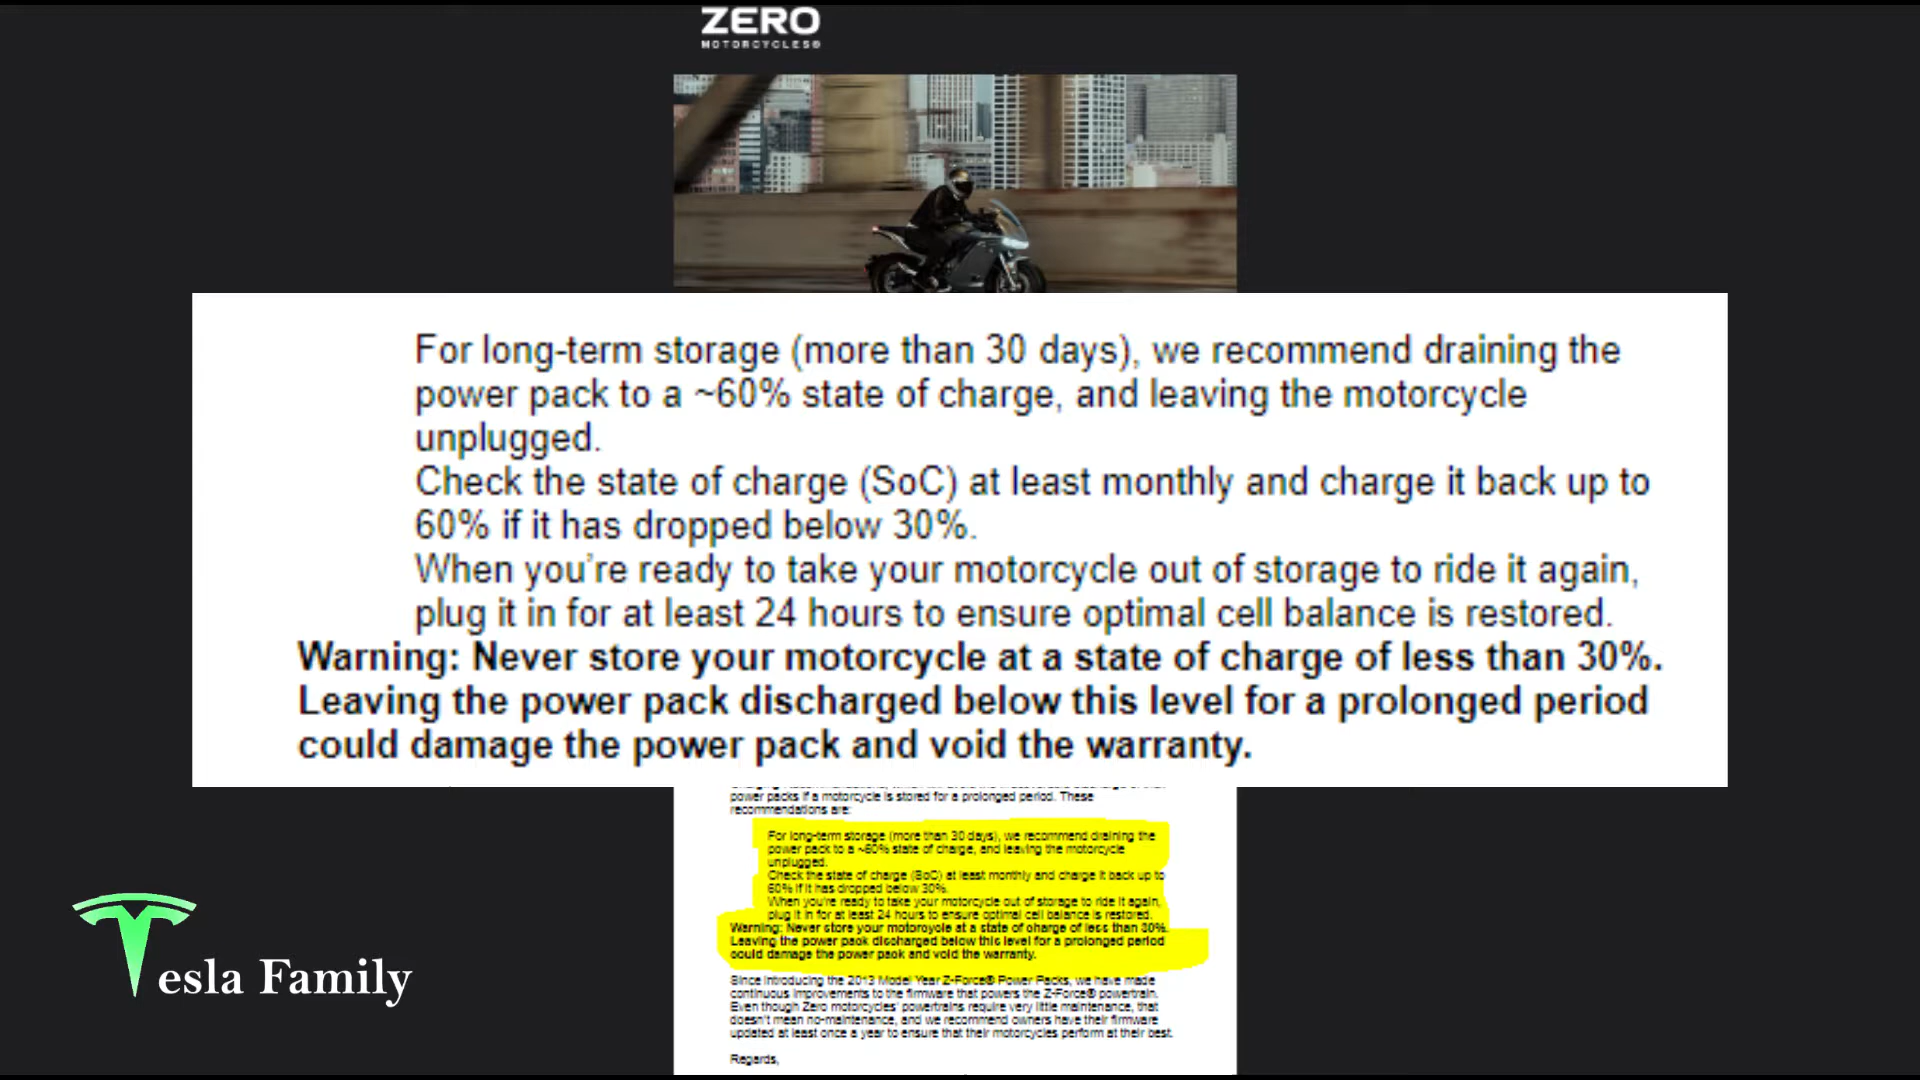 ZERO
MOTORCYCLES®
For long-term storage (more than 30 days), we recommend draining the
power pack to a ~60% state of charge, and leaving the motorcycle
unplugged.
Check the state of charge (SoC) at least monthly and charge it back up to
60% if it has dropped below 30%.
When you’re ready to take your motorcycle out of storage to ride it again,
plug it in for at least 24 hours to ensure optimal cell balance is restored.
Warning: Never store your motorcycle at a state of charge of less than 30%.
Leaving the power pack discharged below this level for a prolonged period
could damage the power pack and void the warranty.
power packs if a motorcycle is stored for a prolonged period. These
recommendations are:
For long-term storage (more than 30 days), we recommend draining the
power pack to a ~60% state of charge, and leaving the motorcycle
unplugged.
Check the state of charge (SoC) at least monthly and charge it back up to
60% if it has dropped below 30%.
When you're ready to take your motorcycle out of storage to ride it again,
plug it in for at least 24 hours to ensure optimal cell balance is restored.
Warning: Never store your motorcycle at a state of charge of less than 30%.
Leaving the power pack discharged below this level for a prolonged period
could damage the power pack and void the warranty.
Since introducing the 2013 Model Year Z-Force® Power Packs, we have made
continuous improvements to the firmware that powers the Z-Force® powertrain.
Even though Zero motorcycles' powertrains require very little maintenance, that
doesn't mean no-maintenance, and we recommend owners have their firmware
updated at least once a year to ensure that their motorcycles perform at their best.
Regards,
Tesla Family